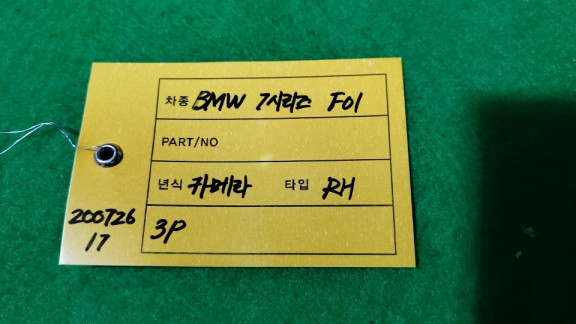 차종 BMW 7시리즈 F01
PART/NO
년식 카메라 타입 RH
3P
200726
17